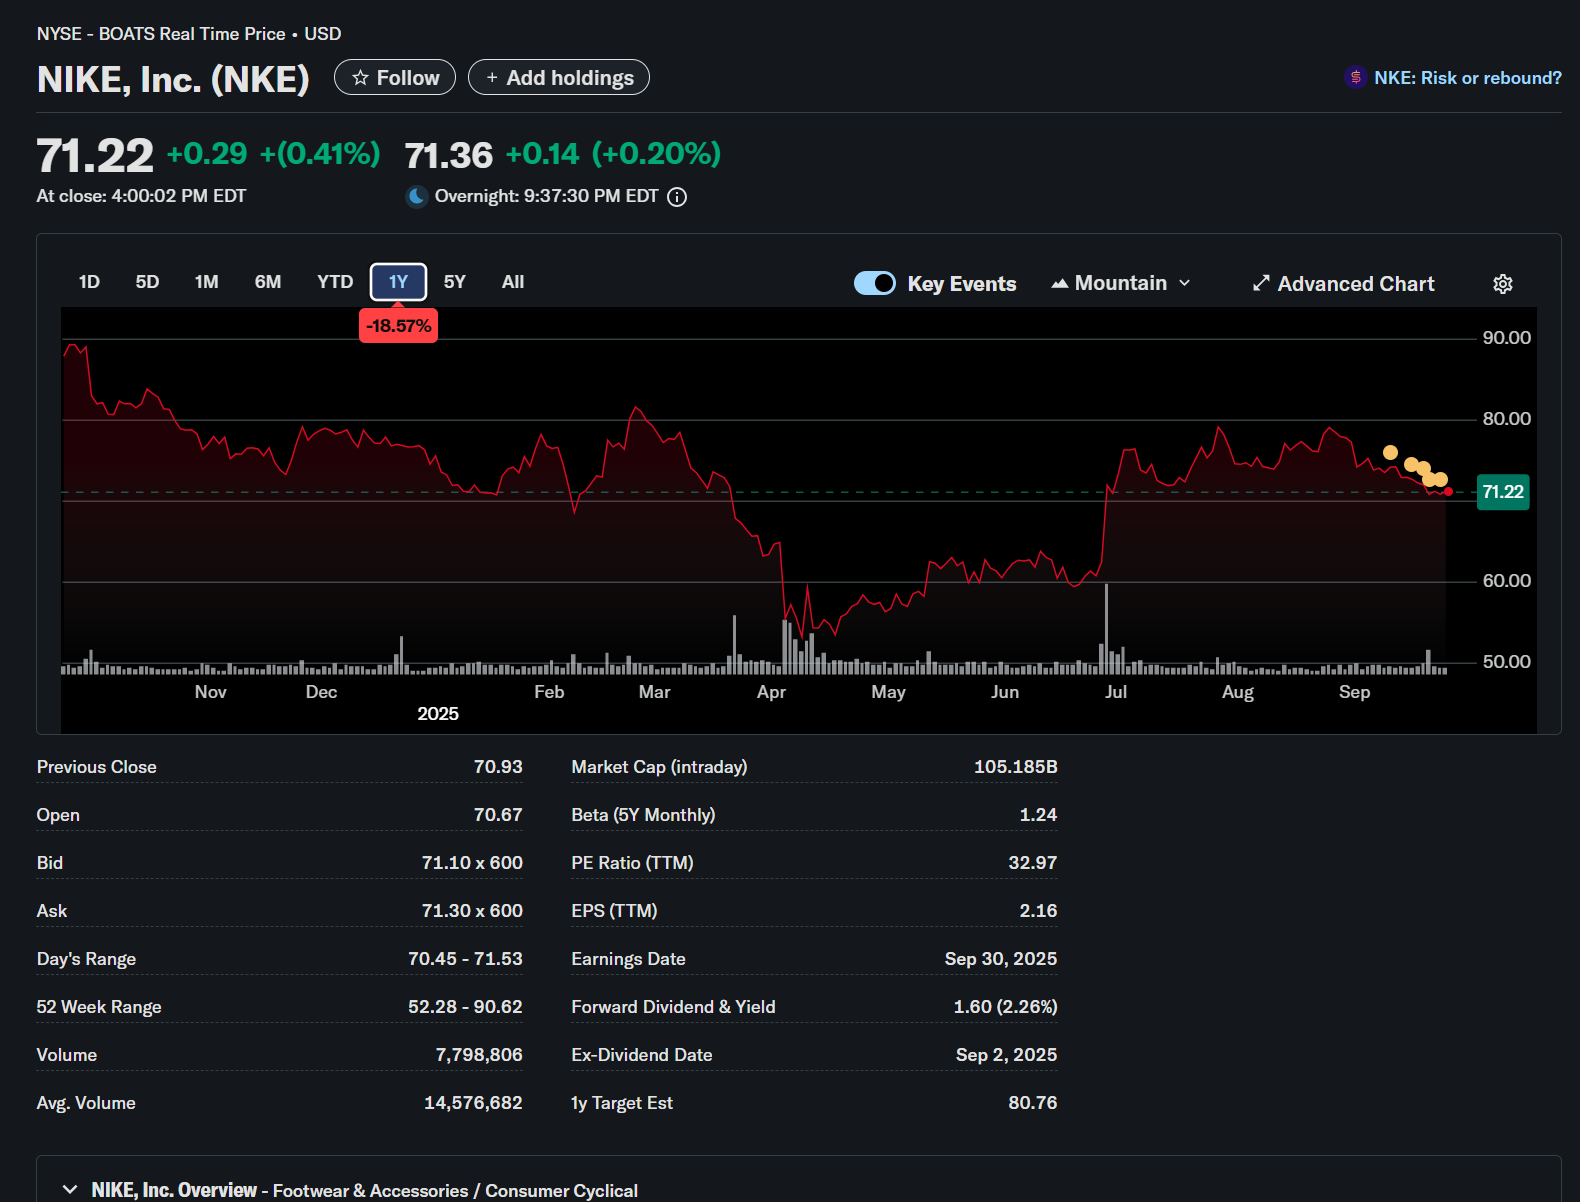 NYSE - BOATS Real Time Price • USD
NIKE, Inc. (NKE) Follow + Add holdings NKE: Risk or rebound?
71.22 +0.29 +(0.41%) 71.36 +0.14 (+0.20%)
At close: 4:00:02 PM EDT Overnight: 9:37:30 PM EDT
1D 5D 1M 6M YTD 1Y 5Y All Key Events Mountain Advanced Chart
-18.57%
90.00
80.00
71.22
60.00
50.00
Nov Dec Feb Mar Apr May Jun Jul Aug Sep
2025
Previous Close 70.93 Market Cap (intraday) 105.185B
Open 70.67 Beta (5Y Monthly) 1.24
Bid 71.10 x 600 PE Ratio (TTM) 32.97
Ask 71.30 x 600 EPS (TTM) 2.16
Day's Range 70.45 - 71.53 Earnings Date Sep 30, 2025
52 Week Range 52.28 - 90.62 Forward Dividend & Yield 1.60 (2.26%)
Volume 7,798,806 Ex-Dividend Date Sep 2, 2025
Avg. Volume 14,576,682 1y Target Est 80.76
NIKE, Inc. Overview - Footwear & Accessories / Consumer Cyclical